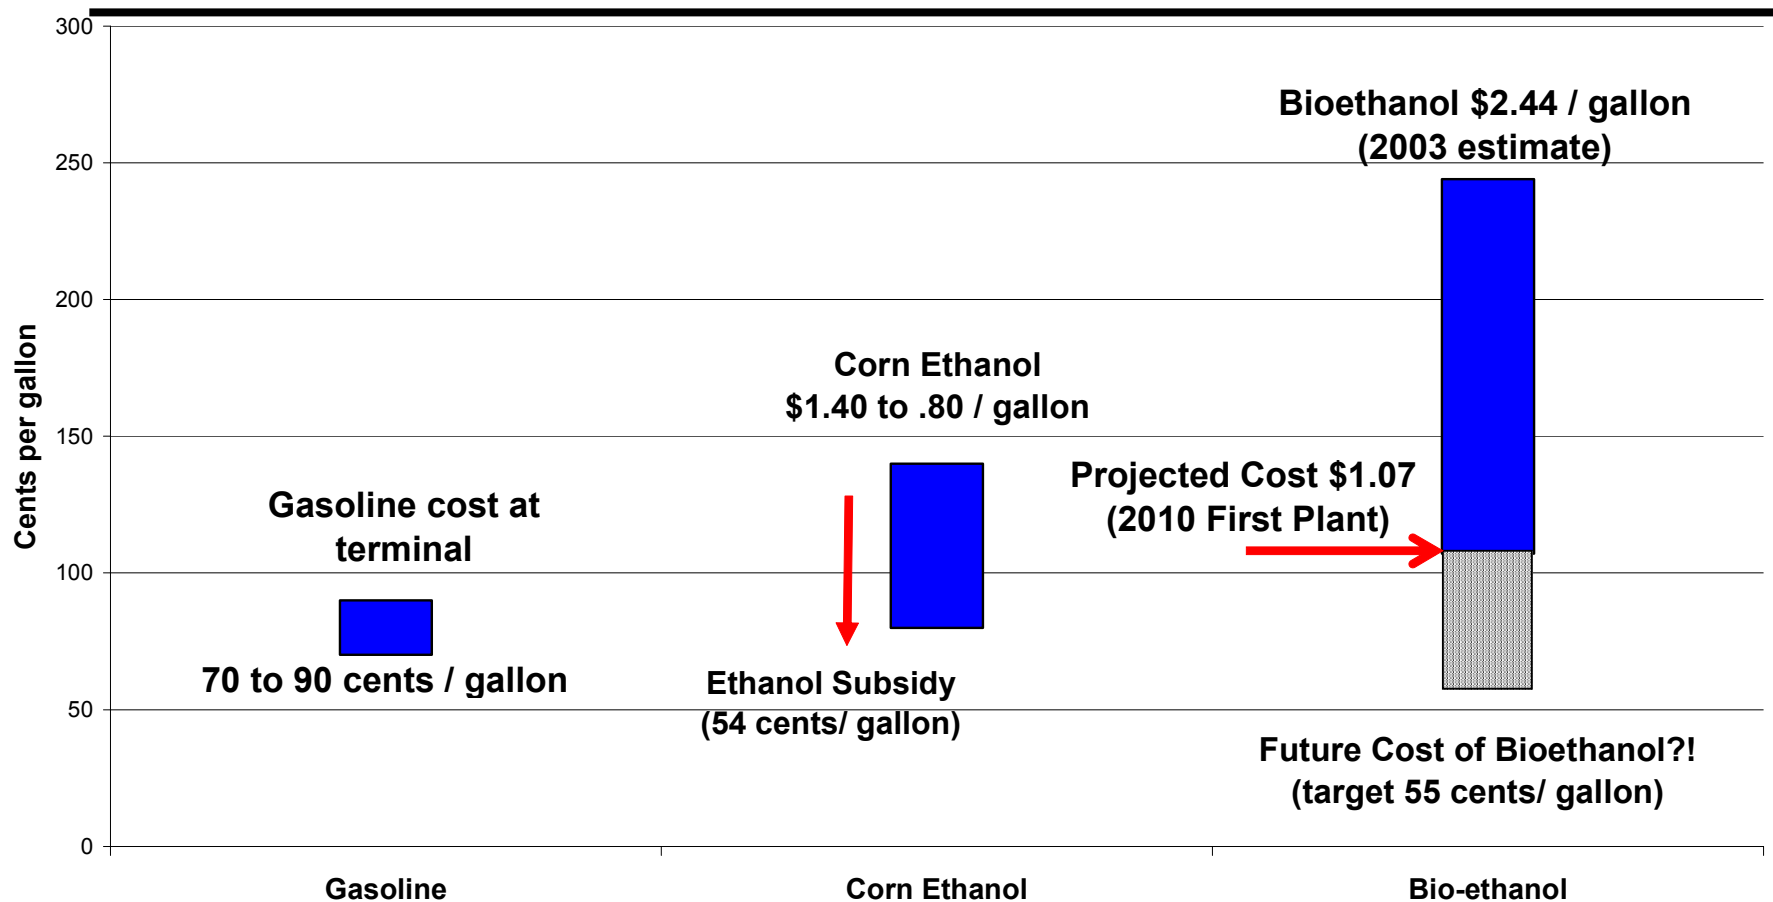 300
250
200
150
100
50
0
Cents per gallon
Gasoline cost at
terminal
70 to 90 cents / gallon
Corn Ethanol
$1.40 to .80 / gallon
Ethanol Subsidy
(54 cents/ gallon)
Bioethanol $2.44 / gallon
(2003 estimate)
Projected Cost $1.07
(2010 First Plant)
Future Cost of Bioethanol?!
(target 55 cents/ gallon)
Gasoline
Corn Ethanol
Bio-ethanol